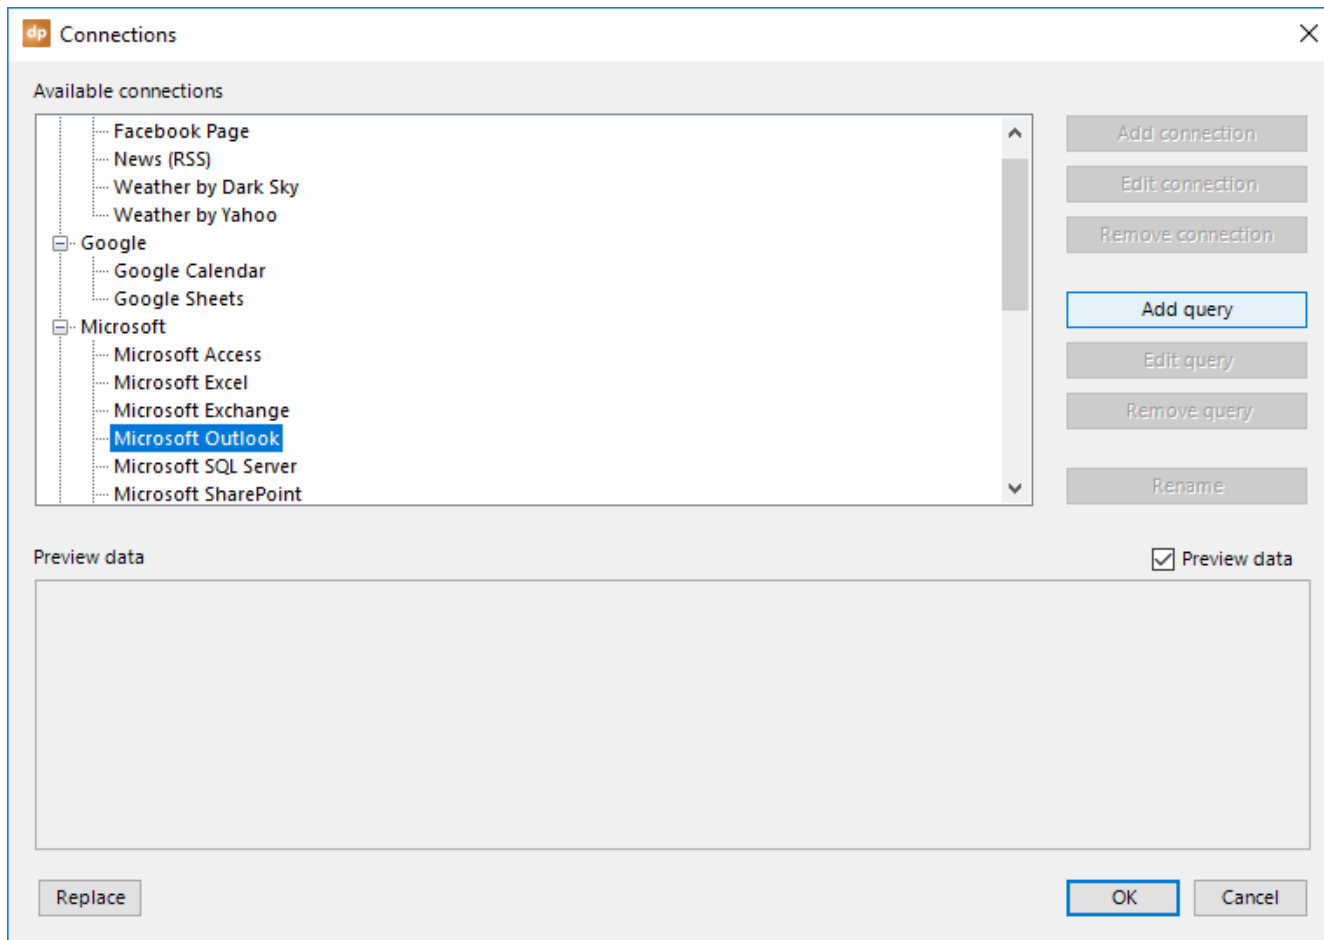 dp Connections
Available connections
Facebook Page
News (RSS)
Weather by Dark Sky
Weather by Yahoo
Google
Google Calendar
Google Sheets
Microsoft
Microsoft Access
Microsoft Excel
Microsoft Exchange
Microsoft Outlook
Microsoft SQL Server
Microsoft SharePoint
Add connection
Edit connection
Remove connection
Add query
Edit query
Remove query
Rename
Preview data
Preview data
Replace
OK
Cancel